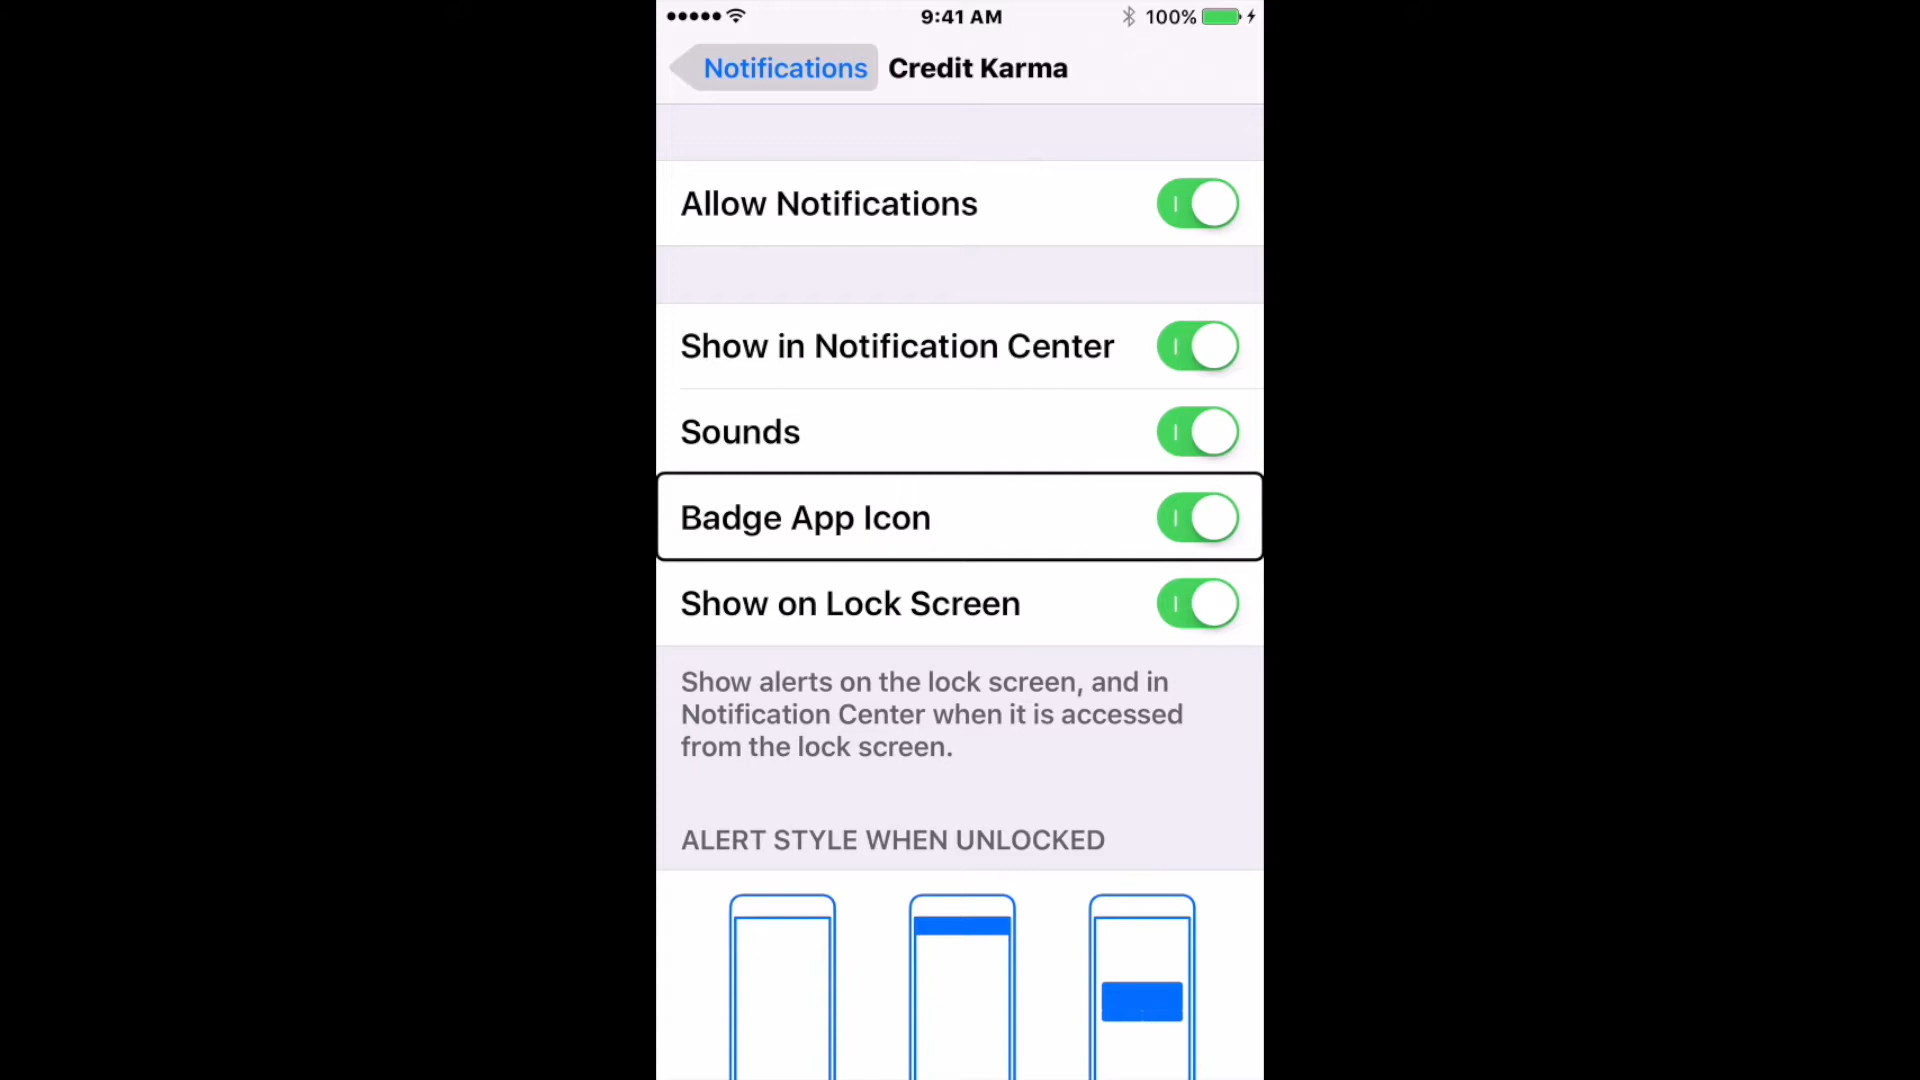 9:41 AM
100%
Notifications
Credit Karma
Allow Notifications
Show in Notification Center
Sounds
Badge App Icon
Show on Lock Screen
Show alerts on the lock screen, and in
Notification Center when it is accessed
from the lock screen.
ALERT STYLE WHEN UNLOCKED